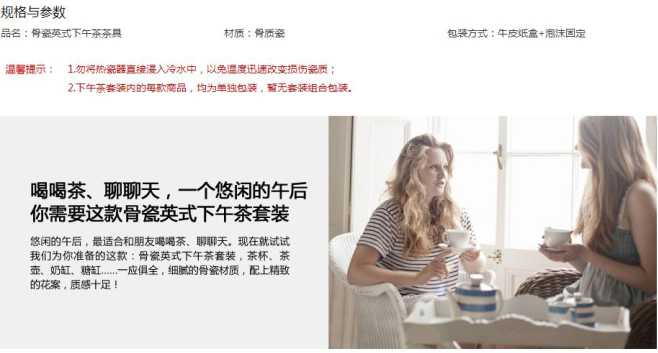 规格与参数
品名：骨瓷英式下午茶茶具 材质：骨质瓷 包装方式：牛皮纸盒+泡沫固定
温馨提示： 1.勿将热瓷器直接浸入冷水中，以免温度迅速改变损伤瓷质；
2.下午茶套装内的每款商品，均为单独包装，暂无套装组合包装。
喝喝茶、聊聊天，一个悠闲的午后
你需要这款骨瓷英式下午茶套装
悠闲的午后，最适合和朋友喝喝茶、聊聊天。现在就试试
我们为你准备的这款：骨瓷英式下午茶套装，茶杯、茶
壶、奶缸、糖缸......一应俱全，细腻的骨瓷材质，配上精致
的花案，质感十足！